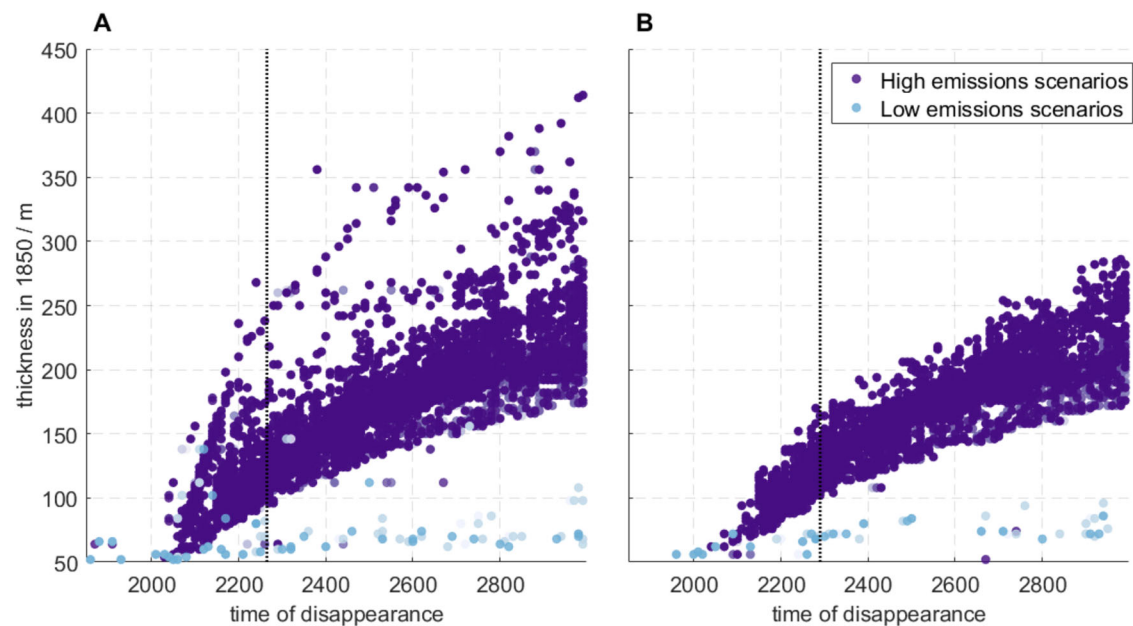 A
B
450
400
350
300
250
200
150
100
50
thickness in 1850 / m
2000
2200
2400
2600
2800
time of disappearance
High emissions scenarios
Low emissions scenarios
2000
2200
2400
2600
2800
time of disappearance